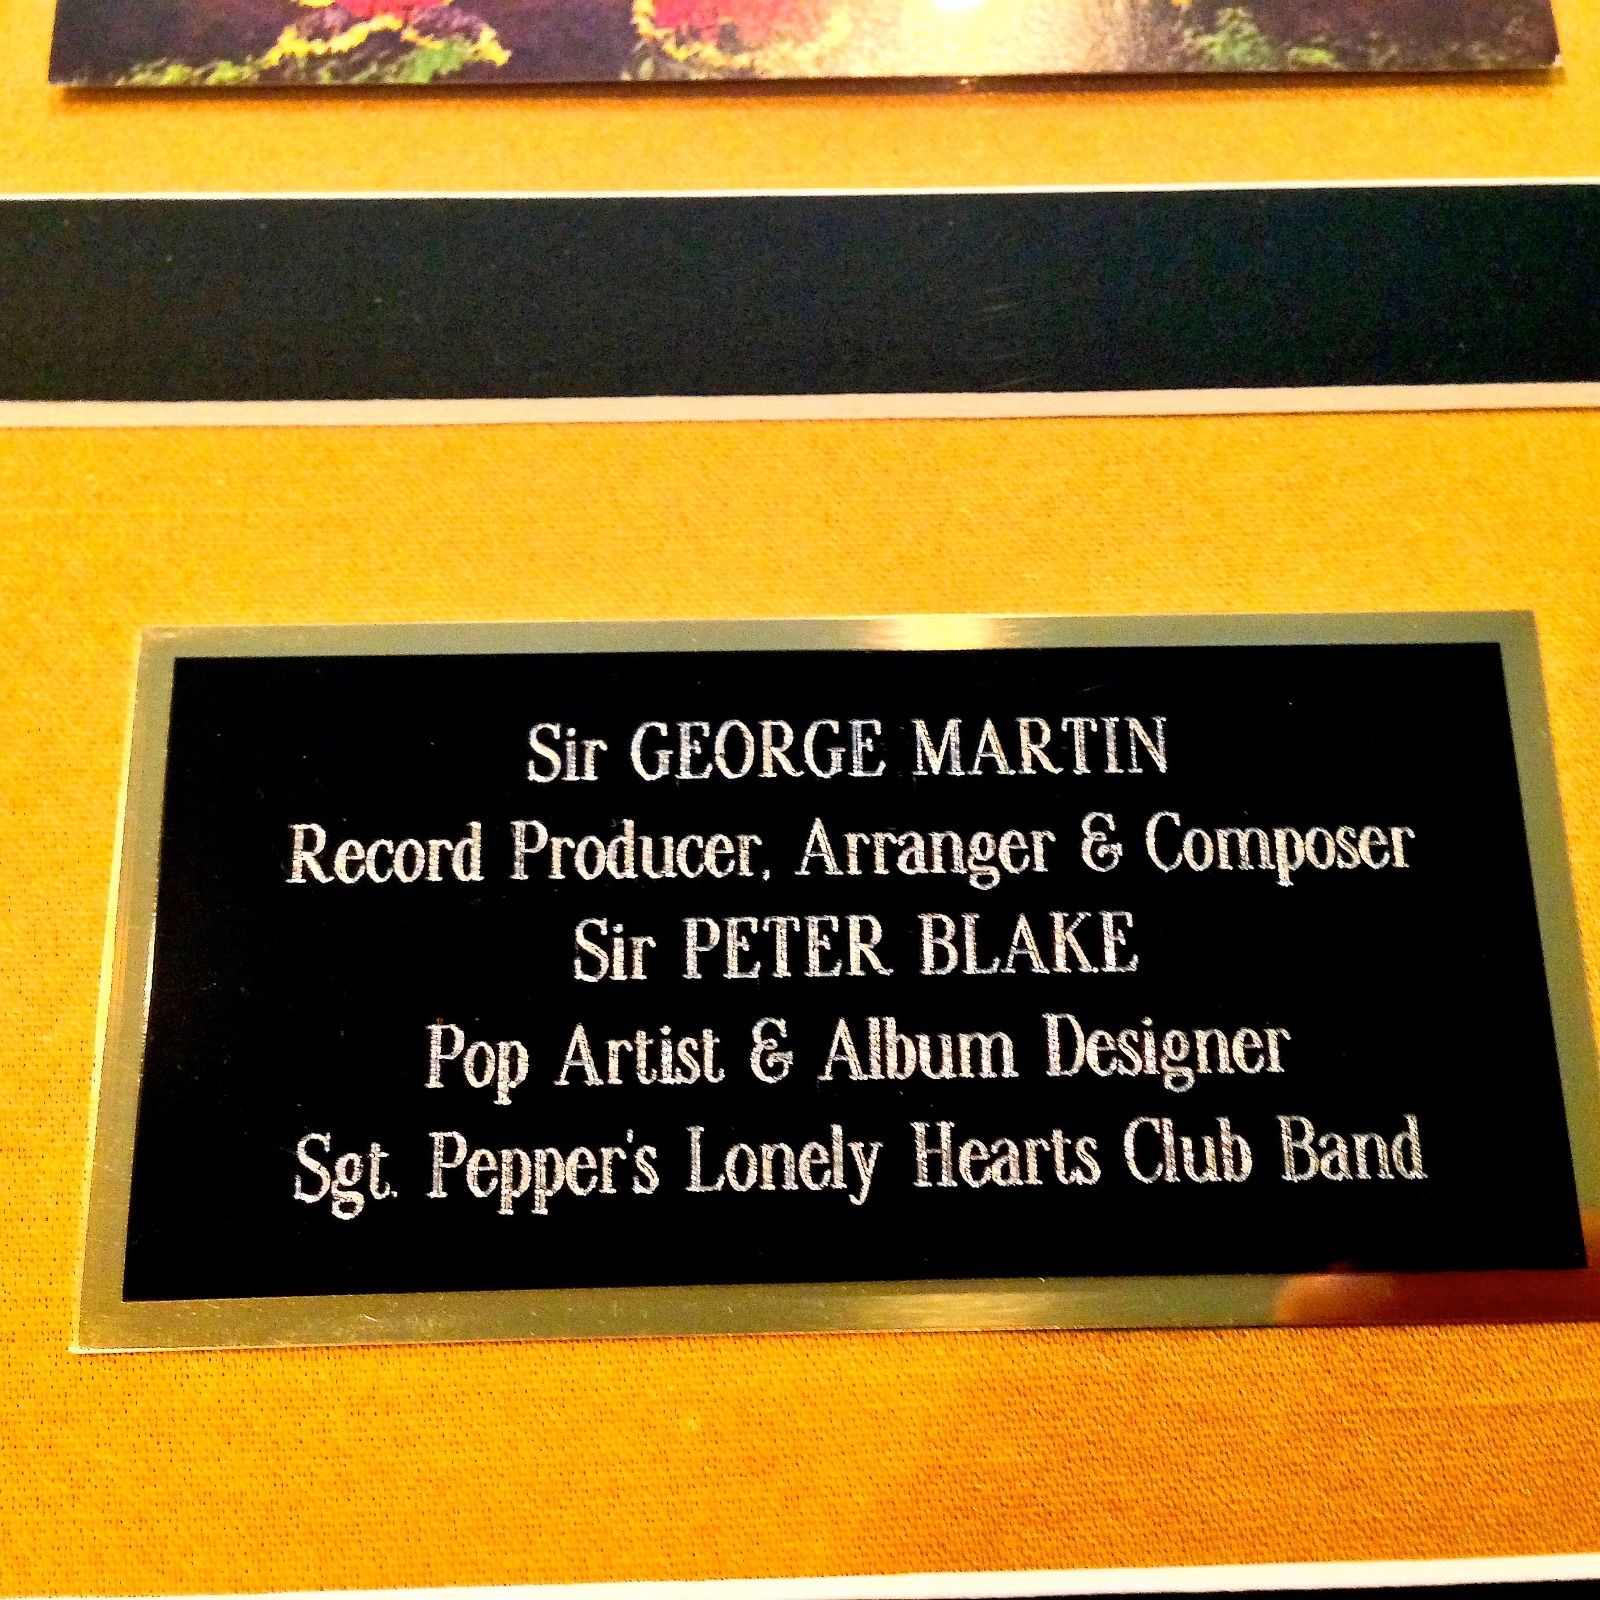 Sir GEORGE MARTIN
Record Producer, Arranger & Composer
Sir PETER BLAKE
Pop Artist & Album Designer
Sgt. Pepper's Lonely Hearts Club Band